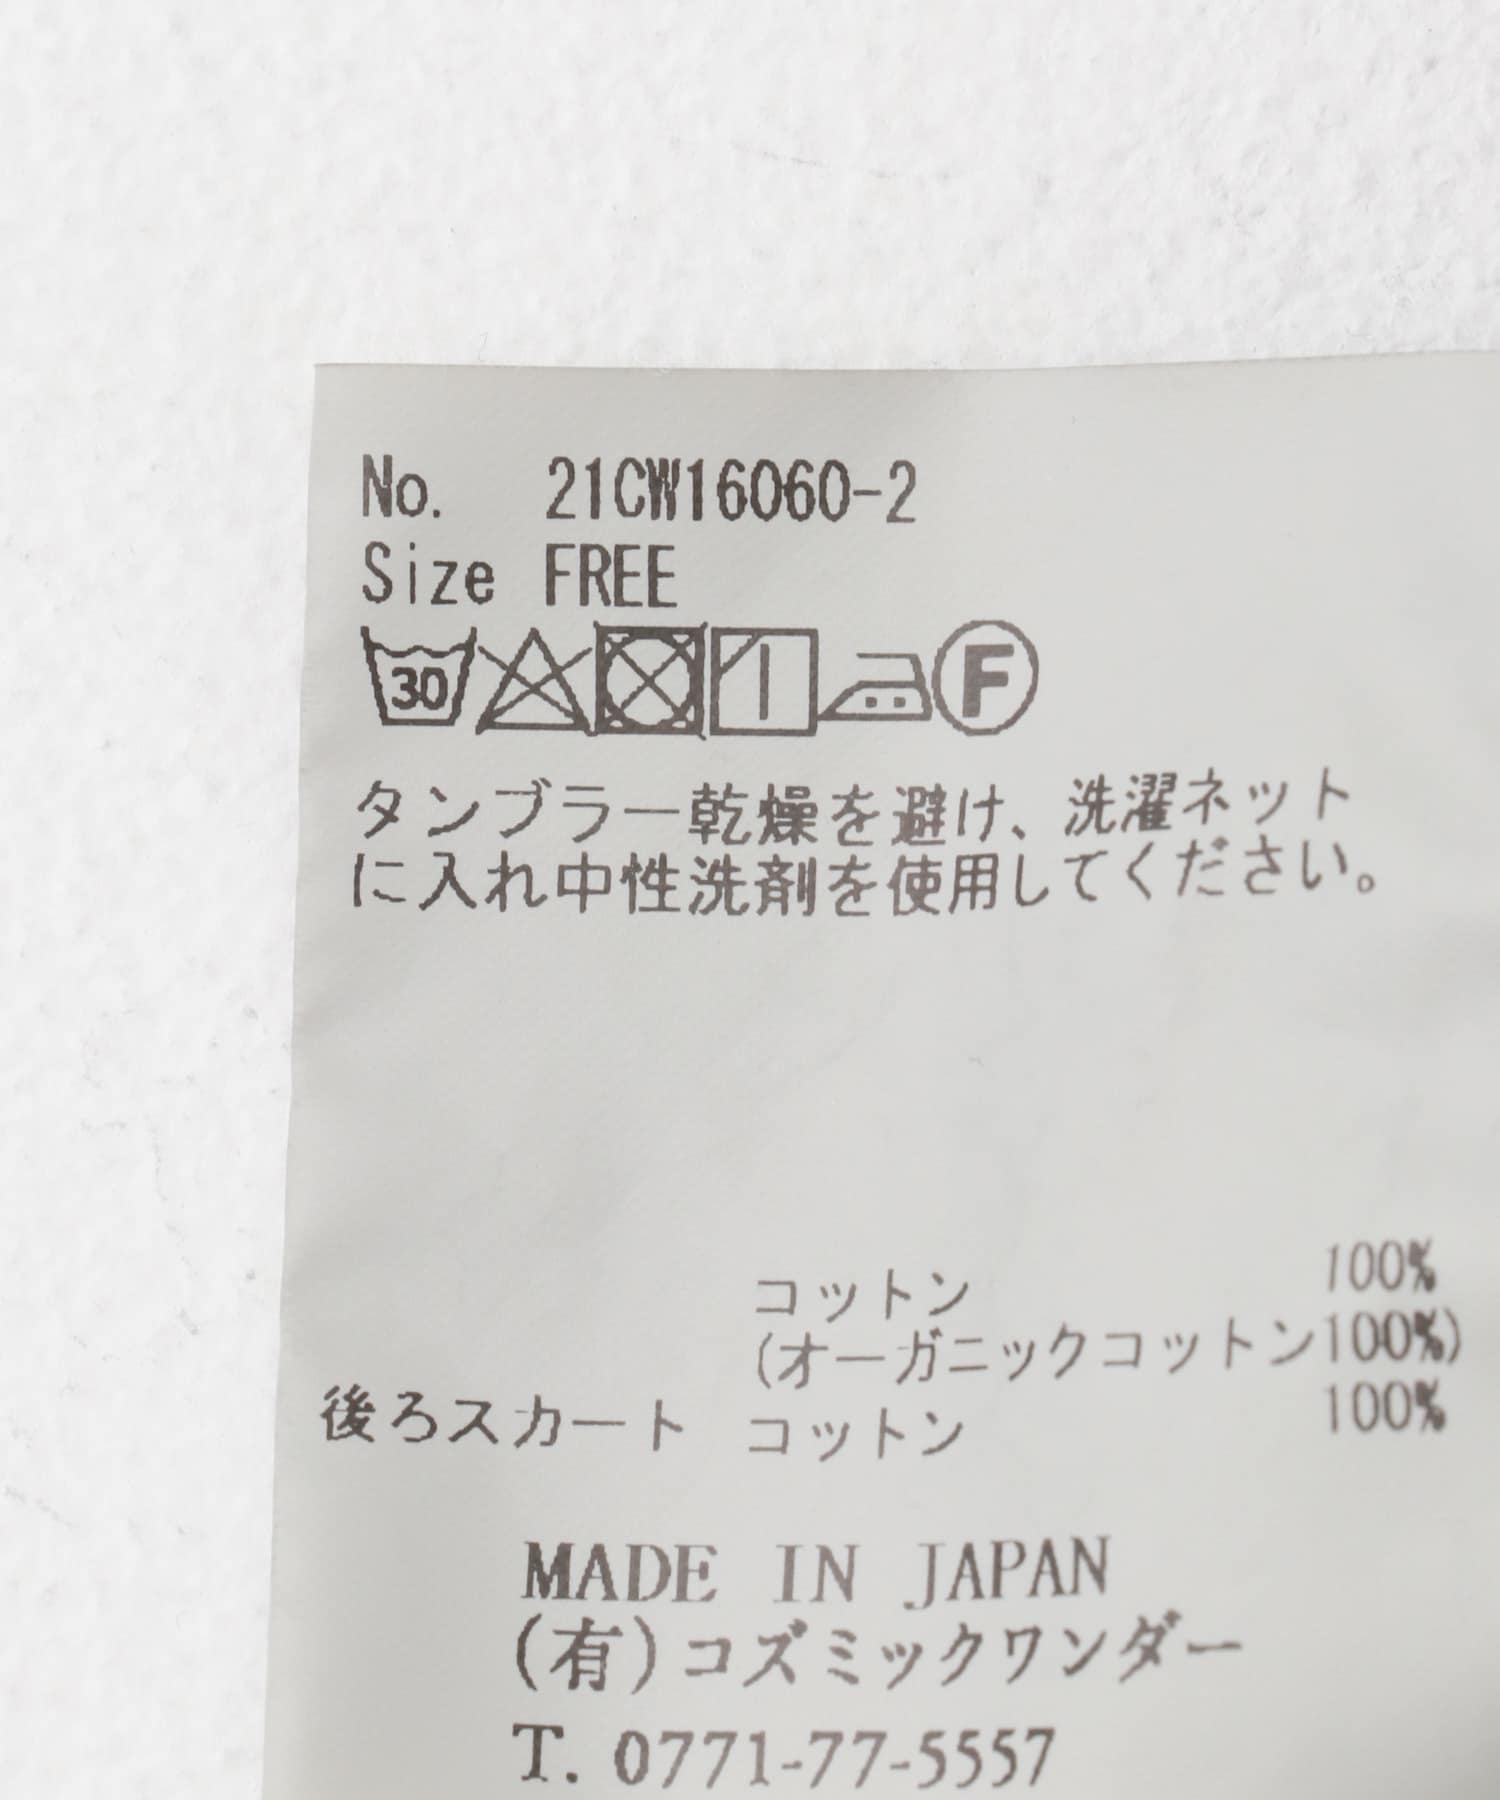 No. 21CW16060-2
Size FREE
30 F
タンブラー乾燥を避け、洗濯ネット
に入れ中性洗剤を使用してください。
コットン 100%
(オーガニックコットン100%)
後ろスカート コットン 100%
MADE IN JAPAN
(有)コズミックワンダー
T. 0771-77-5557